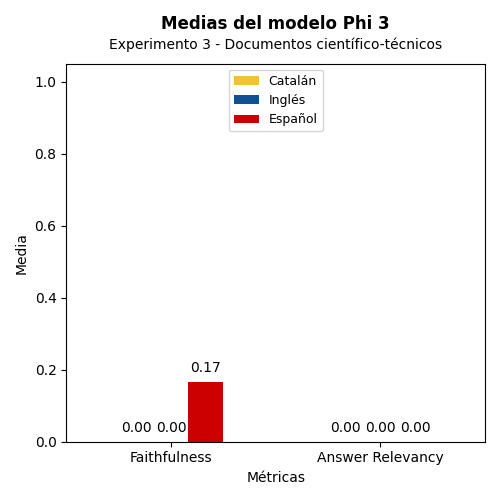 Medias del modelo Phi 3
Experimento 3 - Documentos científico-técnicos
Catalán
Inglés
Español
1.0
0.8
0.6
0.4
0.2
0.0
Media
0.00 0.00 0.17
0.00 0.00 0.00
Faithfulness
Answer Relevancy
Métricas